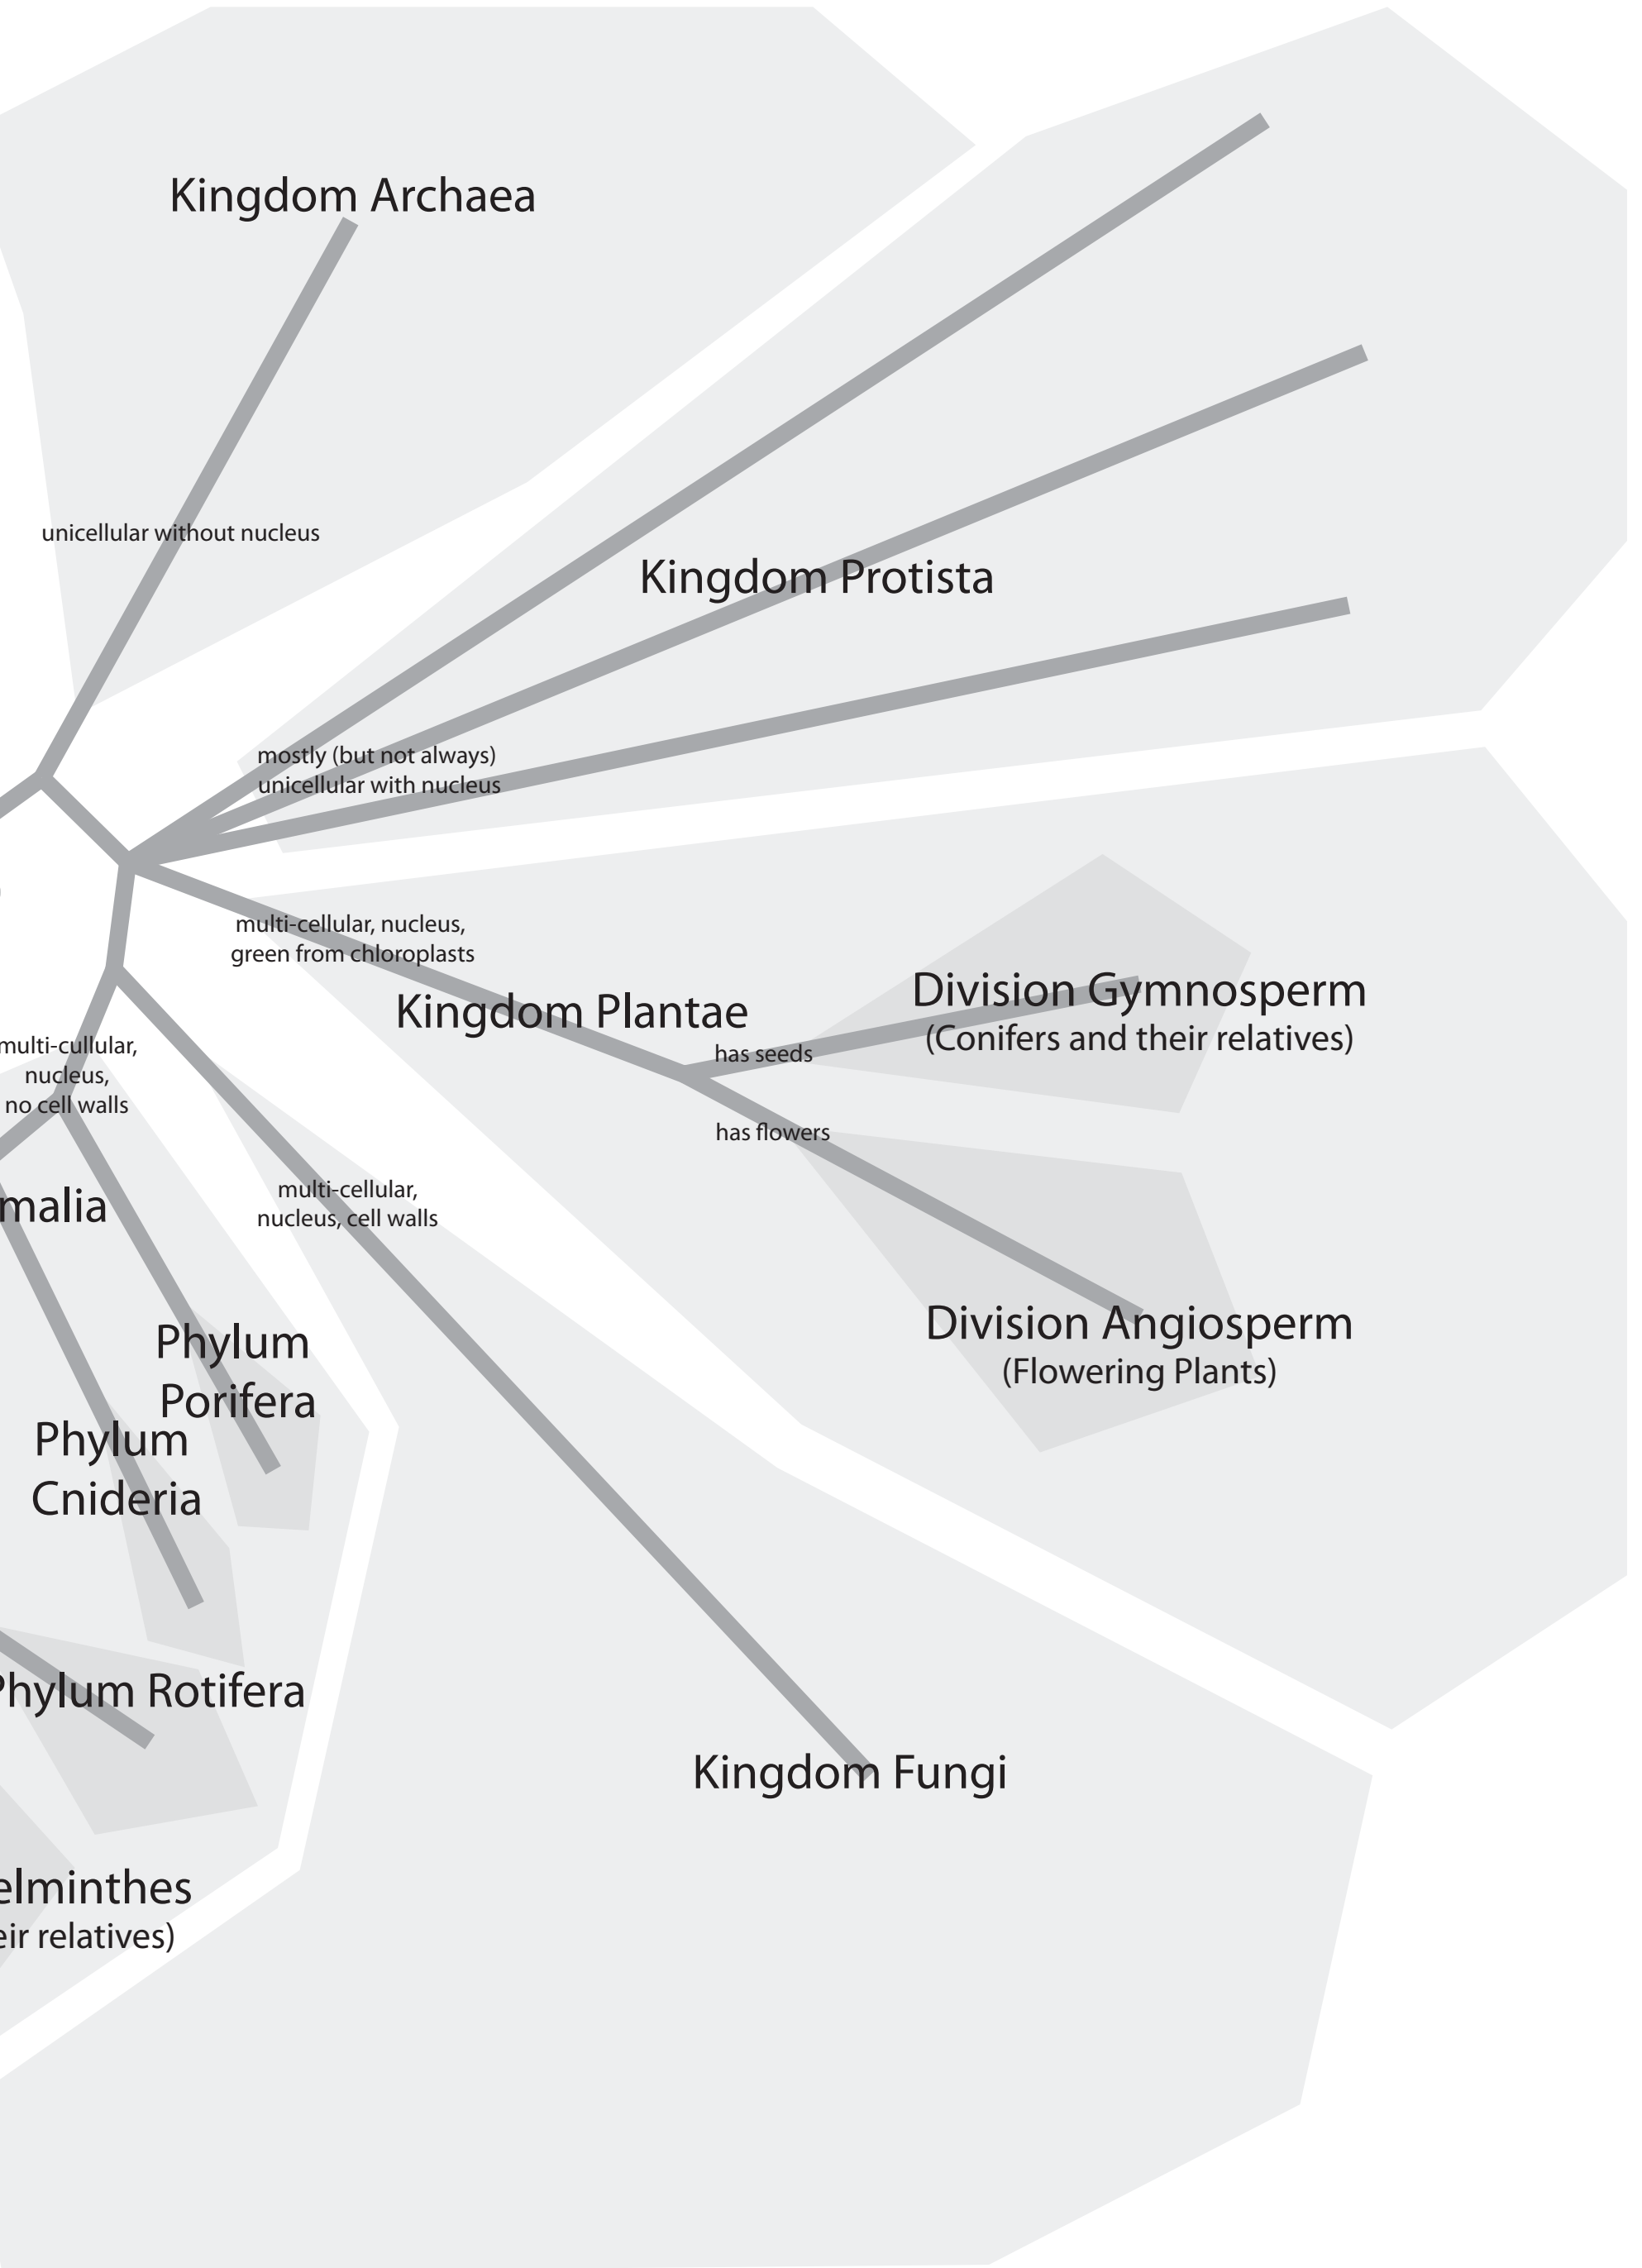 Kingdom Archaea
unicellular without nucleus
Kingdom Protista
mostly (but not always)
unicellular with nucleus
multi-cellular, nucleus,
green from chloroplasts
Kingdom Plantae
Division Gymnosperm
(Conifers and their relatives)
has seeds
has flowers
Division Angiosperm
(Flowering Plants)
multi-cullular,
nucleus,
no cell walls
malia
multi-cellular,
nucleus, cell walls
Phylum
Porifera
Phylum
Cnideria
Phylum Rotifera
Kingdom Fungi
elminthes
eir relatives)